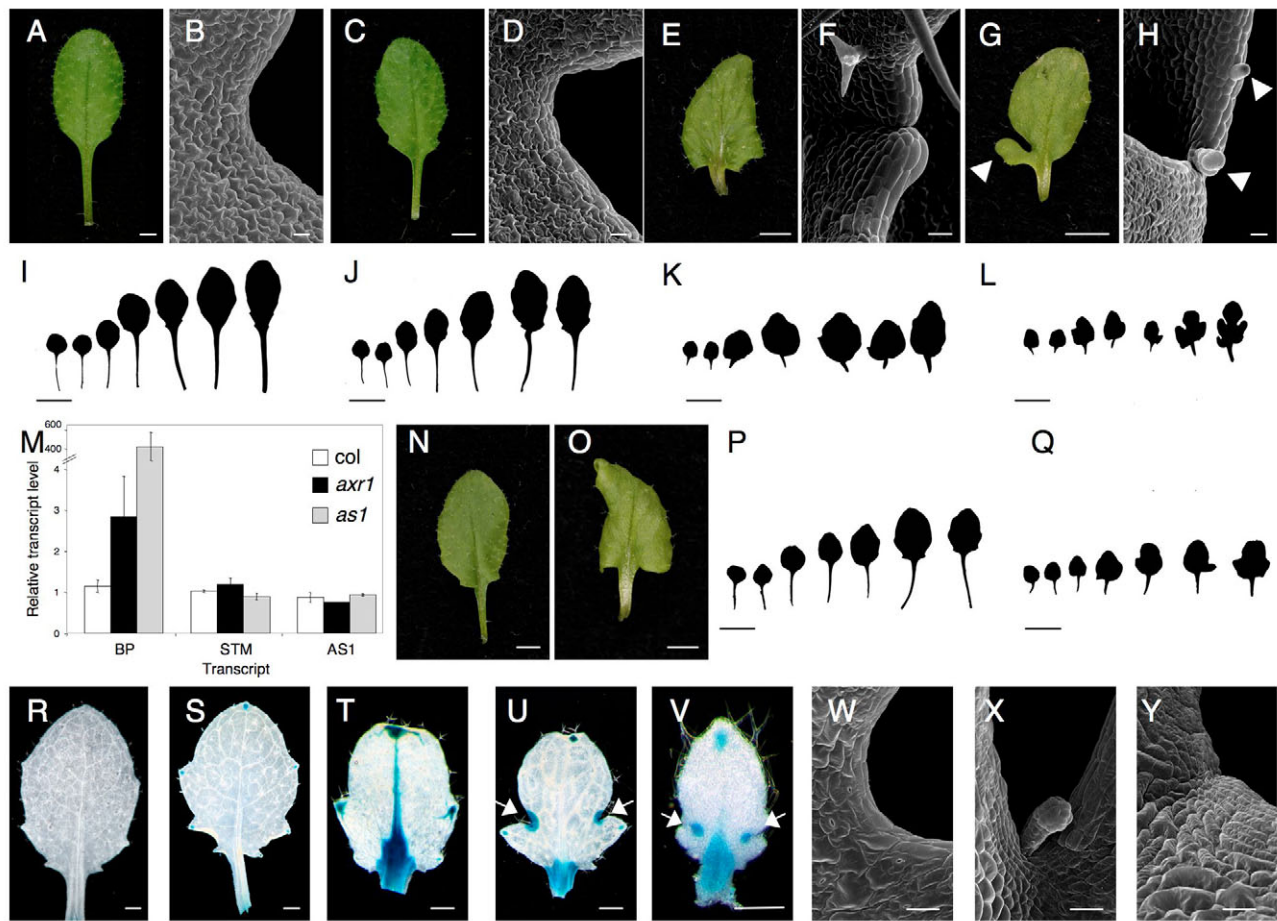 A B C D E F G H
I J K L
M
Relative transcript level
600
400
4
3
2
1
0
BP STM AS1
Transcript
col
axr1
as1
N O P Q
R S T U V W X Y